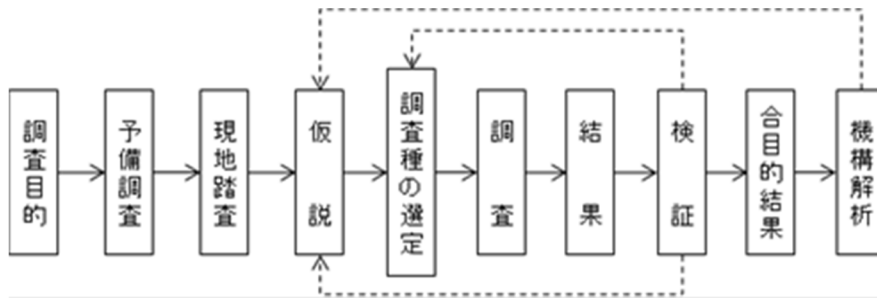 調査目的
予備調査
現地踏査
仮説
調査種の選定
調査
結果
検証
合目的結果
機構解析